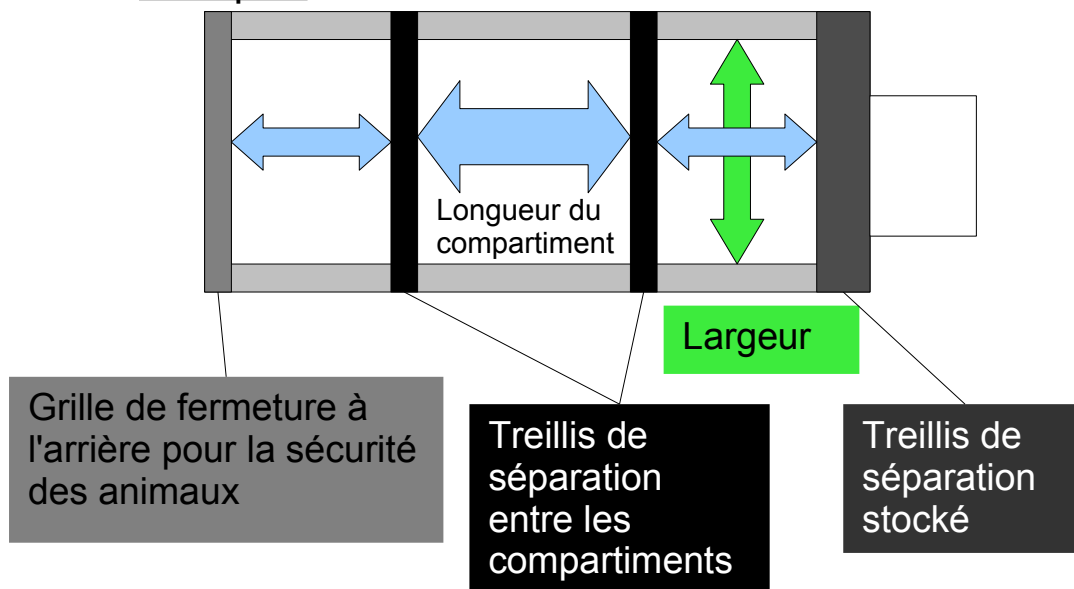 Longueur du
compartiment
Largeur
Grille de fermeture à
l'arrière pour la sécurité
des animaux
Treillis de
séparation
entre les
compartiments
Treillis de
séparation
stocké